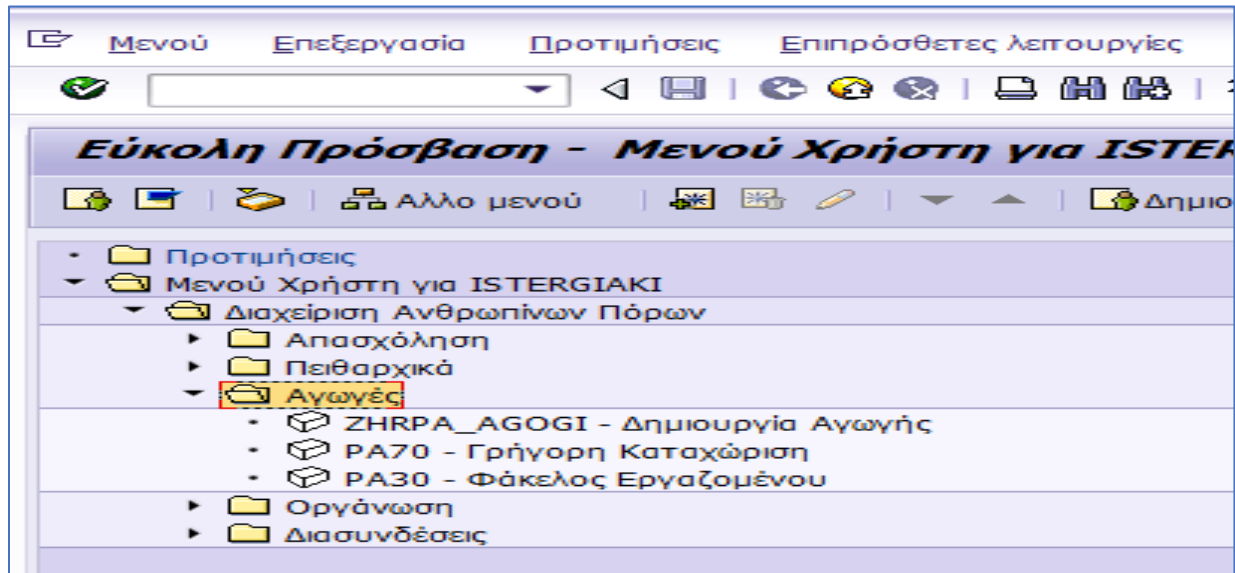 Μενού Επεξεργασία Προτιμήσεις Επιπρόσθετες λειτουργίες
Εύκολη Πρόσβαση - Μενού Χρήστη για ISTER
Αλλο μενού Δημιο
Προτιμήσεις
Μενού Χρήστη για ISTERGIAKI
Διαχείριση Ανθρωπίνων Πόρων
Απασχόληση
Πειθαρχικά
Αγωγές
ZHRPA_AGOGI - Δημιουργία Αγωγής
PA70 - Γρήγορη Καταχώριση
PA30 - Φάκελος Εργαζομένου
Οργάνωση
Διασυνδέσεις